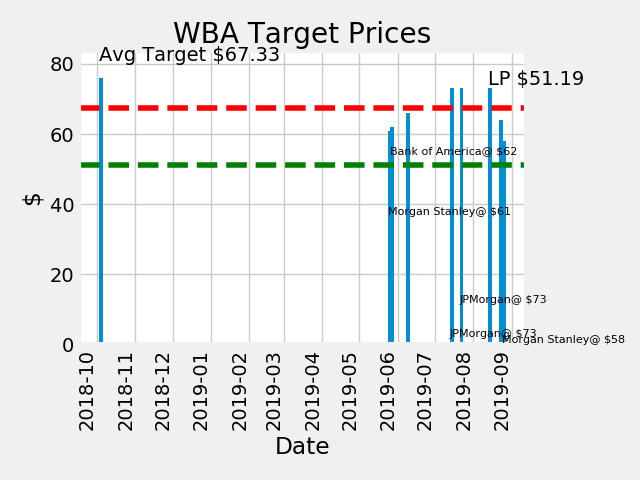 WBA Target Prices
Avg Target $67.33
LP $51.19
80
60
40
20
0
$
Bank of America@ $62
Morgan Stanley@ $61
JPMorgan@ $73
JPMorgan@ $73
Morgan Stanley@ $58
2018-10
2018-11
2018-12
2019-01
2019-02
2019-03
2019-04
2019-05
2019-06
2019-07
2019-08
2019-09
Date